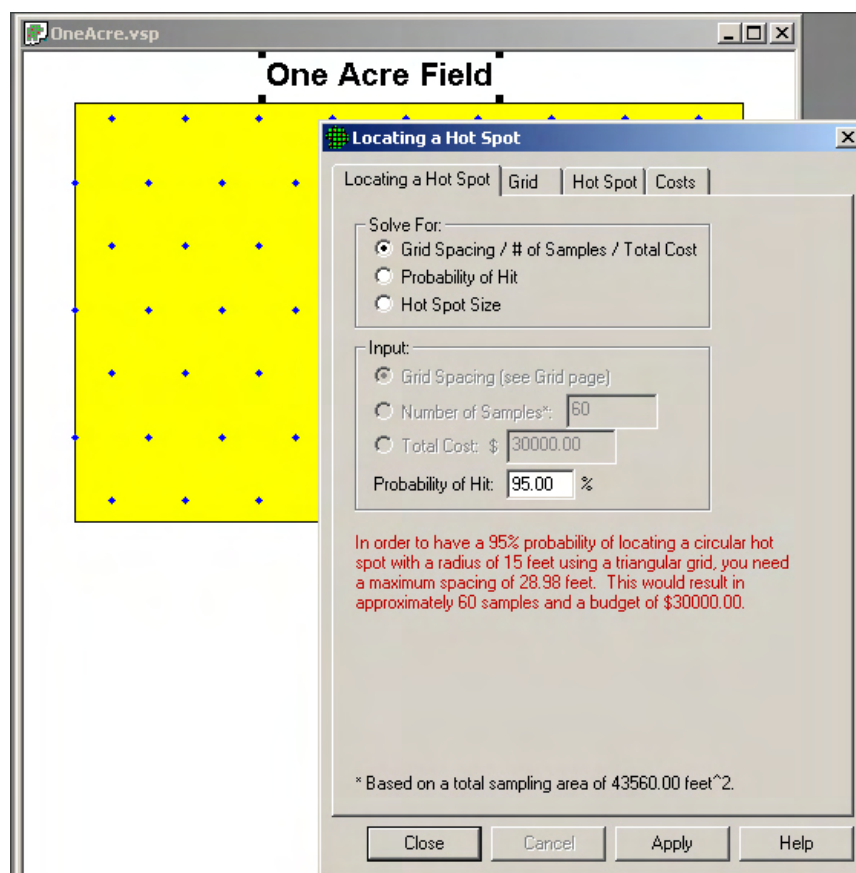 OneAcre.vsp
One Acre Field
Locating a Hot Spot
Locating a Hot Spot Grid Hot Spot Costs
Solve For:
Grid Spacing / # of Samples / Total Cost
Probability of Hit
Hot Spot Size
Input:
Grid Spacing (see Grid page)
Number of Samples*: 60
Total Cost: $ 30000.00
Probability of Hit: 95.00 %
In order to have a 95% probability of locating a circular hot
spot with a radius of 15 feet using a triangular grid, you need
a maximum spacing of 28.98 feet. This would result in
approximately 60 samples and a budget of $30000.00.
* Based on a total sampling area of 43560.00 feet^2.
Close Cancel Apply Help